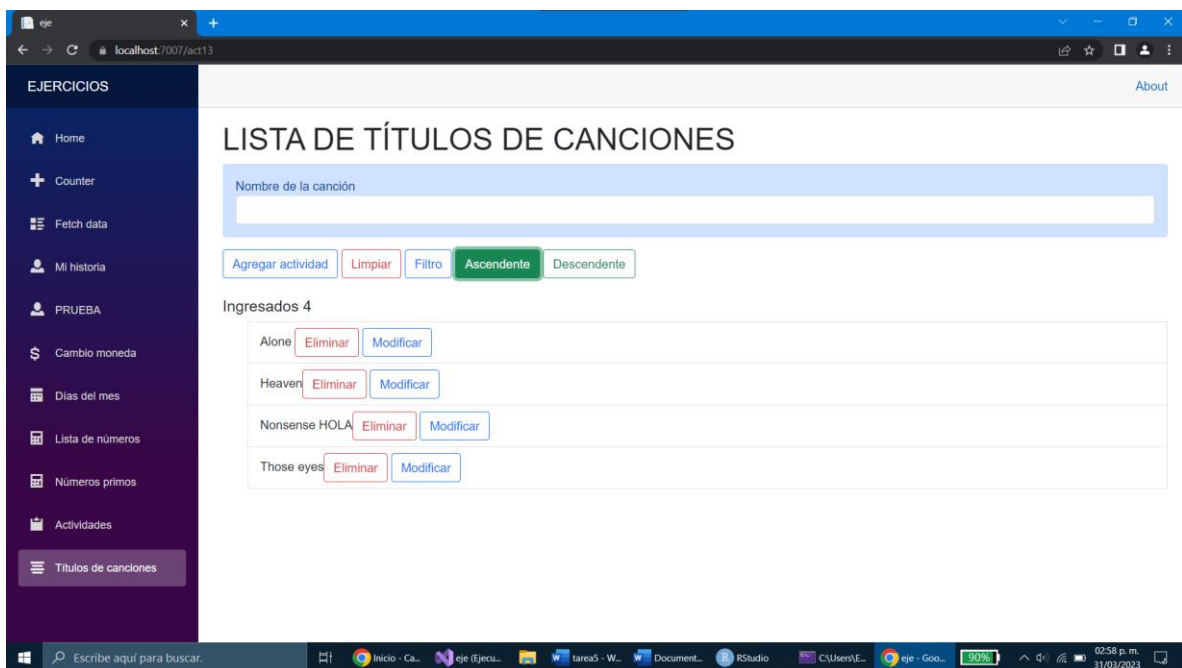 eje
localhost:7007/act13
EJERCICIOS
About
Home
Counter
Fetch data
Mi historia
PRUEBA
Cambio moneda
Días del mes
Lista de números
Números primos
Actividades
Títulos de canciones
LISTA DE TÍTULOS DE CANCIONES
Nombre de la canción
Agregar actividad Limpiar Filtro Ascendente Descendente
Ingresados 4
Alone Eliminar Modificar
Heaven Eliminar Modificar
Nonsense HOLA Eliminar Modificar
Those eyes Eliminar Modificar
Escribe aquí para buscar. Inicio - Ca... eje (Ejecu... tarea5 - W... Document... RStudio C:\Users\E... eje - Goo... 90% 02:58 p. m.
31/03/2023